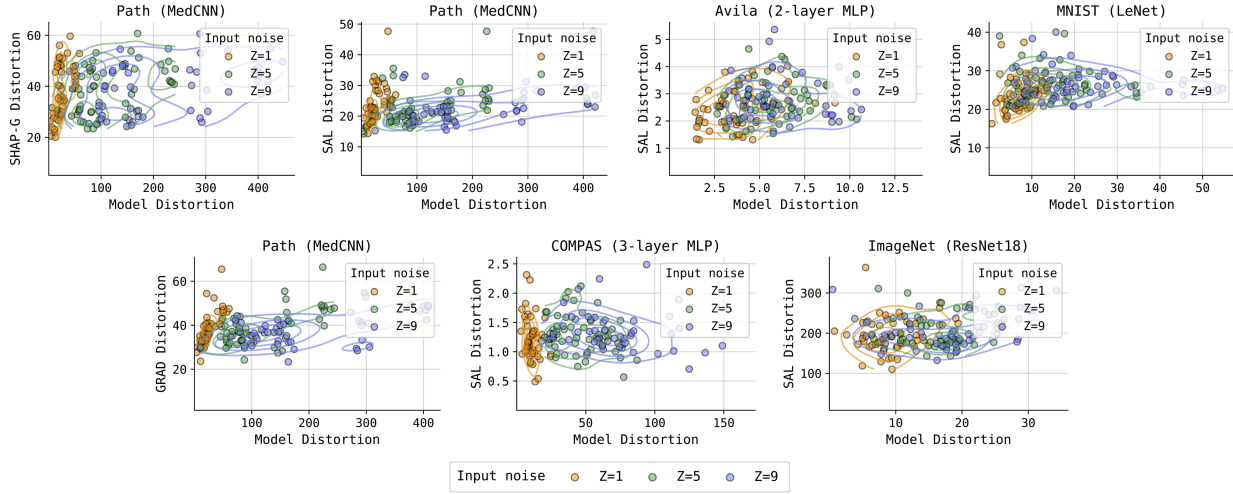 Path (MedCNN)
SHAP-G Distortion
60
40
20
100 200 300 400
Model Distortion
Input noise
Z=1
Z=5
Z=9
Path (MedCNN)
SAL Distortion
50
40
30
20
10
100 200 300 400
Model Distortion
Input noise
Z=1
Z=5
Z=9
Avila (2-layer MLP)
SAL Distortion
5
4
3
2
1
2.5 5.0 7.5 10.0 12.5
Model Distortion
Input noise
Z=1
Z=5
Z=9
MNIST (LeNet)
SAL Distortion
40
30
20
10
10 20 30 40 50
Model Distortion
Input noise
Z=1
Z=5
Z=9
Path (MedCNN)
GRAD Distortion
60
40
20
100 200 300 400
Model Distortion
Input noise
Z=1
Z=5
Z=9
COMPAS (3-layer MLP)
SAL Distortion
2.5
2.0
1.5
1.0
0.5
50 100 150
Model Distortion
Input noise
Z=1
Z=5
Z=9
ImageNet (ResNet18)
SAL Distortion
300
200
100
10 20 30
Model Distortion
Input noise
Z=1
Z=5
Z=9
Input noise Z=1 Z=5 Z=9